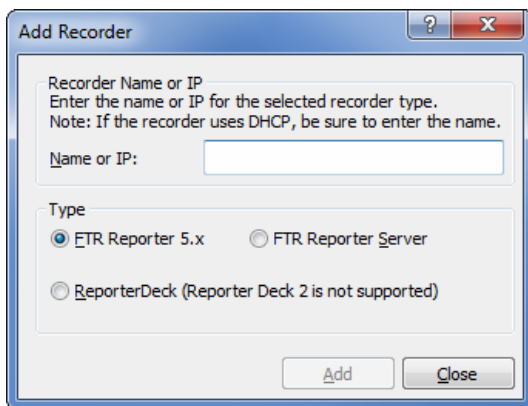 Add Recorder
?
Recorder Name or IP
Enter the name or IP for the selected recorder type.
Note: If the recorder uses DHCP, be sure to enter the name.
Name or IP:
Type
FTR Reporter 5.x FTR Reporter Server
ReporterDeck (Reporter Deck 2 is not supported)
Add Close